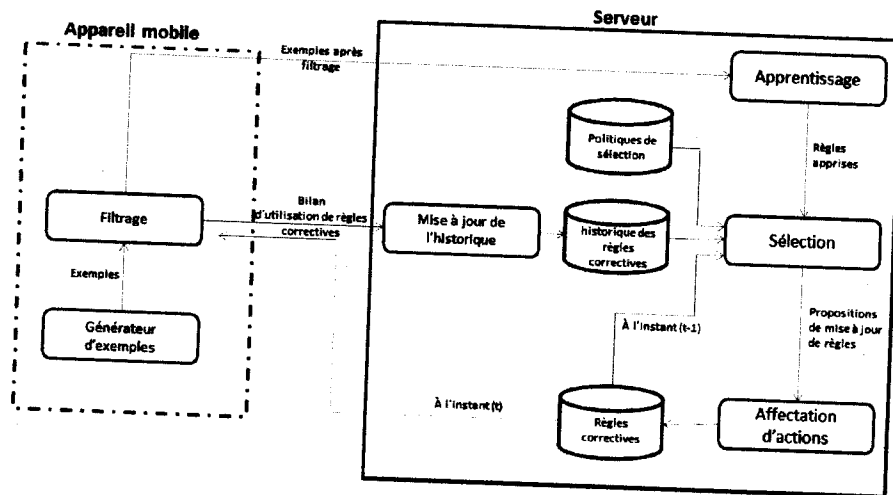 Serveur
Appareil mobile
Exemples après
filtrage
Apprentissage
Politiques de
sélection
Règles
apprises
Filtrage
Bilan
d'utilisation de règles
correctives
Mise à jour de
l'historique
historique des
règles
correctives
Sélection
Exemples
Générateur
d'exemples
À l'instant (t-1)
Propositions
de mise à jour
de règles
À l'instant (t)
Règles
correctives
Affectation
d'actions